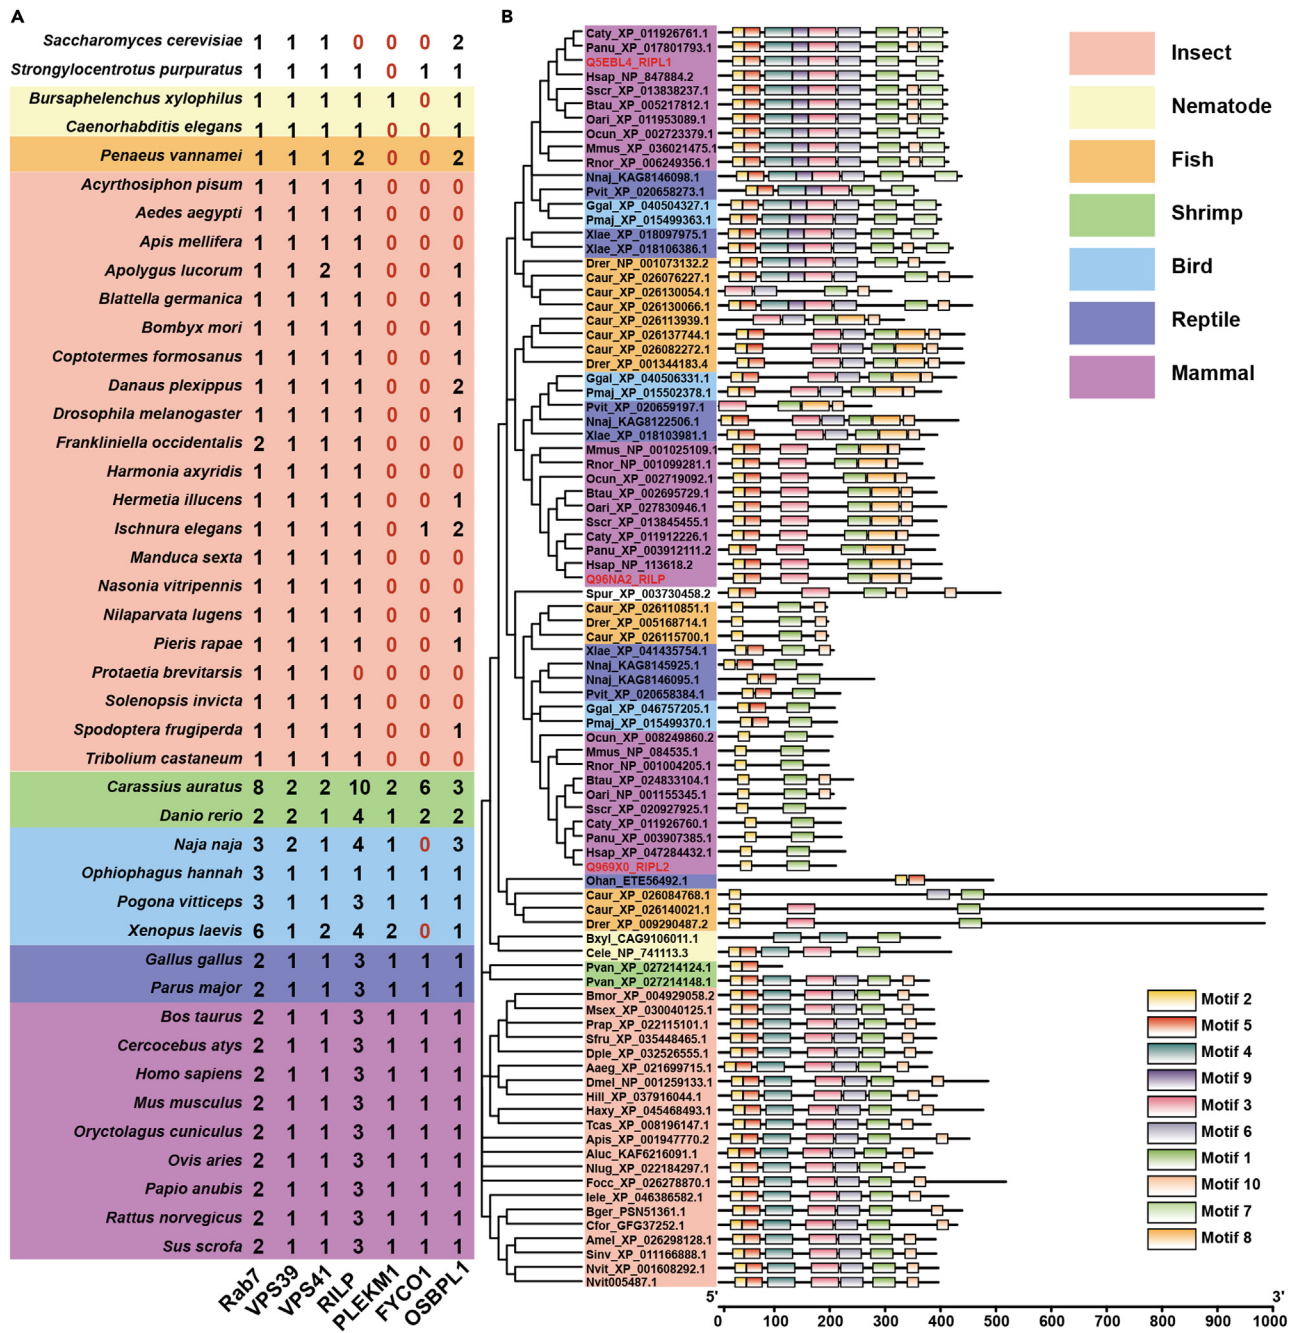 A
Saccharomyces cerevisiae 1 1 1 0 0 0 2
Strongylocentrotus purpuratus 1 1 1 1 0 1 1
Bursaphelenchus xylophilus 1 1 1 1 1 0 1
Caenorhabditis elegans 1 1 1 1 0 0 1
Penaeus vannamei 1 1 1 2 0 0 2
Acyrthosiphon pisum 1 1 1 1 0 0 0
Aedes aegypti 1 1 1 1 0 0 0
Apis mellifera 1 1 1 1 0 0 0
Apolygus lucorum 1 1 2 1 0 0 1
Blattella germanica 1 1 1 1 0 0 1
Bombyx mori 1 1 1 1 0 0 1
Coptotermes formosanus 1 1 1 1 0 0 1
Danaus plexippus 1 1 1 1 0 0 2
Drosophila melanogaster 1 1 1 1 0 0 1
Frankliniella occidentalis 2 1 1 1 0 0 0
Harmonia axyridis 1 1 1 1 0 0 0
Hermetia illucens 1 1 1 1 0 0 1
Ischnura elegans 1 1 1 1 0 1 2
Manduca sexta 1 1 1 1 0 0 0
Nasonia vitripennis 1 1 1 1 0 0 0
Nilaparvata lugens 1 1 1 1 0 0 1
Pieris rapae 1 1 1 1 0 0 1
Protaetia brevitarsis 1 1 1 0 0 0 0
Solenopsis invicta 1 1 1 1 0 0 0
Spodoptera frugiperda 1 1 1 1 0 0 1
Tribolium castaneum 1 1 1 1 0 0 0
Carassius auratus 8 2 2 10 2 6 3
Danio rerio 2 2 1 4 1 2 2
Naja naja 3 2 1 4 1 0 3
Ophiophagus hannah 3 1 1 1 1 1 1
Pogona vitticeps 3 1 1 3 1 1 1
Xenopus laevis 6 1 2 4 2 0 1
Gallus gallus 2 1 1 3 1 1 1
Parus major 2 1 1 3 1 1 1
Bos taurus 2 1 1 3 1 1 1
Cercocebus atys 2 1 1 3 1 1 1
Homo sapiens 2 1 1 3 1 1 1
Mus musculus 2 1 1 3 1 1 1
Oryctolagus cuniculus 2 1 1 3 1 1 1
Ovis aries 2 1 1 3 1 1 1
Papio anubis 2 1 1 3 1 1 1
Rattus norvegicus 2 1 1 3 1 1 1
Sus scrofa 2 1 1 3 1 1 1
Rab7 VPS39 VPS41 RILP PLEKM1 FYCO1 OSBPL1
B
Caty_XP_011926761.1
Panu_XP_017801793.1
Q5EBL4_RIPL1
Hsap_NP_847884.2
Sscr_XP_013838237.1
Btau_XP_005217812.1
Oari_XP_011953089.1
Ocun_XP_002723379.1
Mmus_XP_036021475.1
Rnor_XP_006249356.1
Nnaj_KAG8146098.1
Pvit_XP_020658273.1
Ggal_XP_040504327.1
Pmaj_XP_015499363.1
Xlae_XP_018097975.1
Xlae_XP_018106386.1
Drer_NP_001073132.2
Caur_XP_026076227.1
Caur_XP_026130054.1
Caur_XP_026130066.1
Caur_XP_026113939.1
Caur_XP_026137744.1
Caur_XP_026082272.1
Drer_XP_001344183.4
Ggal_XP_040506331.1
Pmaj_XP_015502378.1
Pvit_XP_020659197.1
Nnaj_KAG8122506.1
Xlae_XP_018103981.1
Mmus_NP_001025109.1
Rnor_NP_001099281.1
Ocun_XP_002719092.1
Btau_XP_002695729.1
Oari_XP_027830946.1
Sscr_XP_013845455.1
Caty_XP_011912226.1
Panu_XP_003912111.2
Hsap_NP_113618.2
Q96NA2_RILP
Spur_XP_003730458.2
Caur_XP_026110851.1
Drer_XP_005168714.1
Caur_XP_026115700.1
Xlae_XP_041435754.1
Nnaj_KAG8145925.1
Nnaj_KAG8146095.1
Pvit_XP_020658384.1
Ggal_XP_046757205.1
Pmaj_XP_015499370.1
Ocun_XP_008249860.2
Mmus_NP_084535.1
Rnor_NP_001004205.1
Btau_XP_024833104.1
Oari_NP_001155345.1
Sscr_XP_020927925.1
Caty_XP_011926760.1
Panu_XP_003907385.1
Hsap_XP_047284432.1
Q969X0_RIPL2
Ohan_ETE56492.1
Caur_XP_026084768.1
Caur_XP_026140021.1
Drer_XP_009290487.2
Bxyl_CAG9106011.1
Cele_NP_741113.3
Pvan_XP_027214124.1
Pvan_XP_027214148.1
Bmor_XP_004929058.2
Msex_XP_030040125.1
Prap_XP_022115101.1
Sfru_XP_035448465.1
Dple_XP_032526555.1
Aaeg_XP_021699715.1
Dmel_NP_001259133.1
Hill_XP_037916044.1
Haxy_XP_045468493.1
Tcas_XP_008196147.1
Apis_XP_001947770.2
Aluc_KAF6216091.1
Nlug_XP_022184297.1
Focc_XP_026278870.1
Iele_XP_046386582.1
Bger_PSN51361.1
Cfor_GFG37252.1
Amel_XP_026298128.1
Sinv_XP_011166888.1
Nvit_XP_001608292.1
Nvit005487.1
5' 3'
0 100 200 300 400 500 600 700 800 900 1000
Insect
Nematode
Fish
Shrimp
Bird
Reptile
Mammal
Motif 2
Motif 5
Motif 4
Motif 9
Motif 3
Motif 6
Motif 1
Motif 10
Motif 7
Motif 8